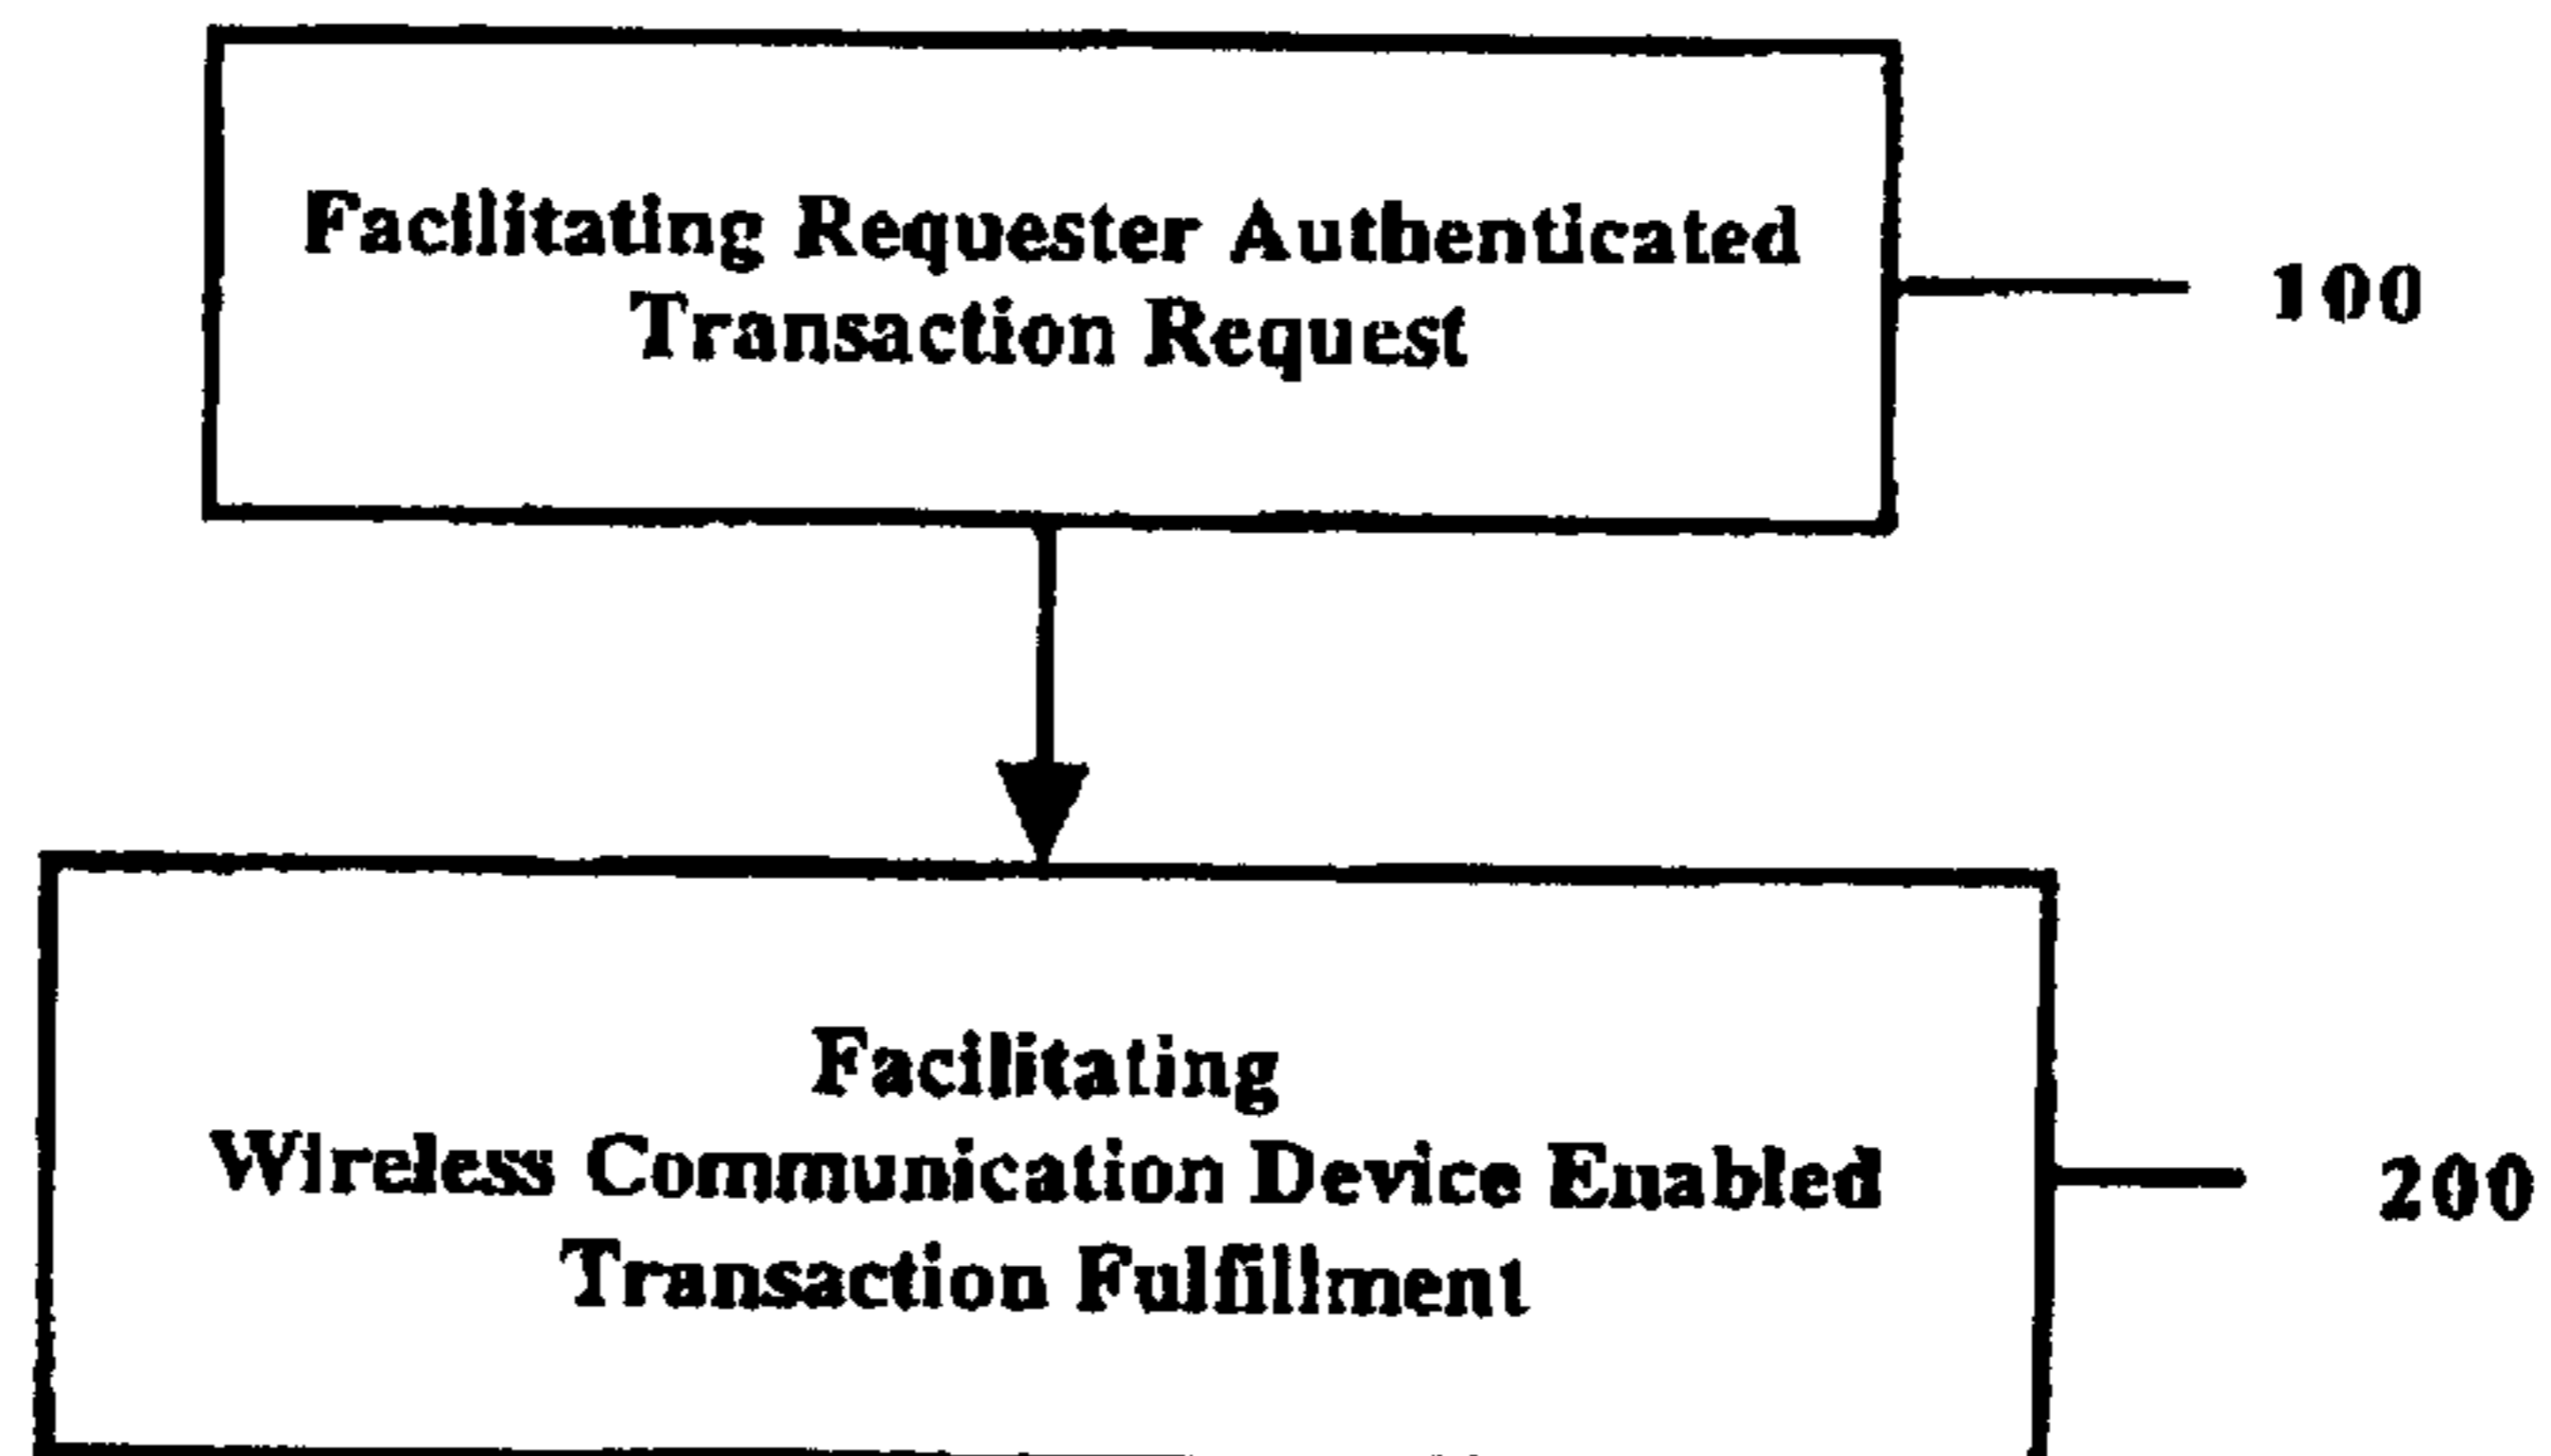 Facilitating Requester Authenticated
Transaction Request
100
Facilitating
Wireless Communication Device Enabled
Transaction Fulfillment
200